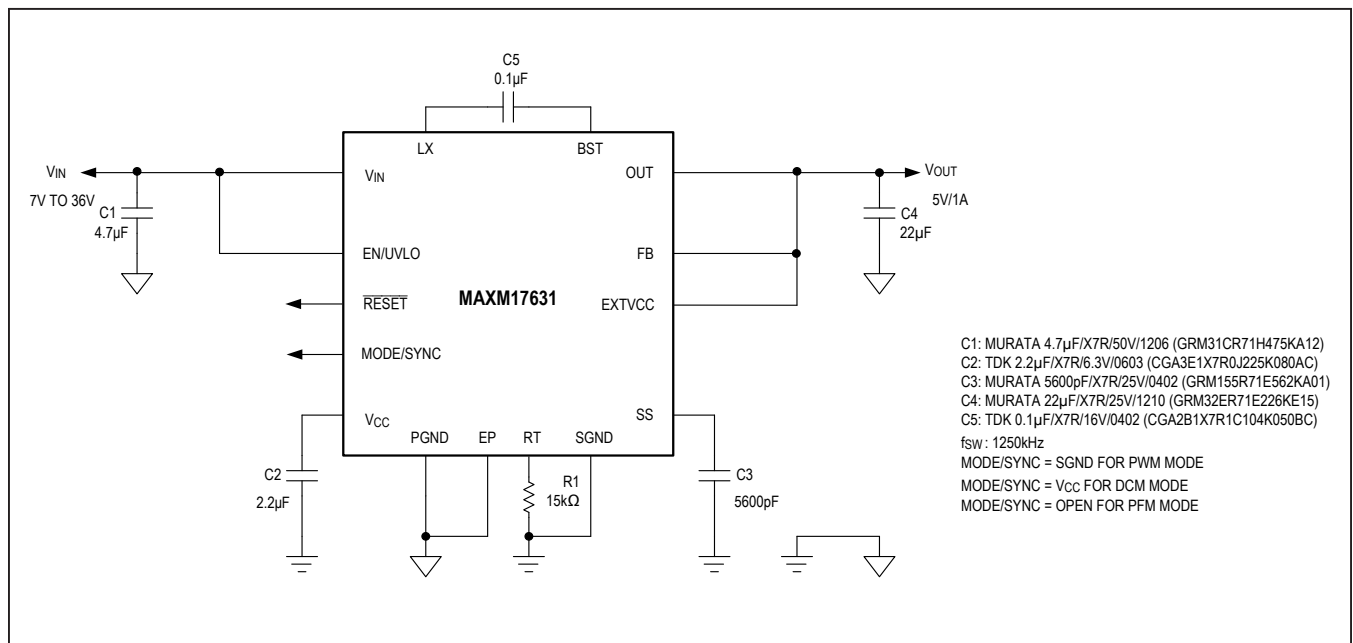 C5
0.1µF
LX
BST
VIN
7V TO 36V
C1
4.7µF
VIN
EN/UVLO
RESET
MODE/SYNC
VCC
MAXM17631
OUT
FB
EXTVCC
SS
VOUT
5V/1A
C4
22µF
PGND
EP
RT
SGND
C2
2.2µF
R1
15kΩ
C3
5600pF
C1: MURATA 4.7µF/X7R/50V/1206 (GRM31CR71H475KA12)
C2: TDK 2.2µF/X7R/6.3V/0603 (CGA3E1X7R0J225K080AC)
C3: MURATA 5600pF/X7R/25V/0402 (GRM155R71E562KA01)
C4: MURATA 22µF/X7R/25V/1210 (GRM32ER71E226KE15)
C5: TDK 0.1µF/X7R/16V/0402 (CGA2B1X7R1C104K050BC)
fSW : 1250kHz
MODE/SYNC = SGND FOR PWM MODE
MODE/SYNC = VCC FOR DCM MODE
MODE/SYNC = OPEN FOR PFM MODE